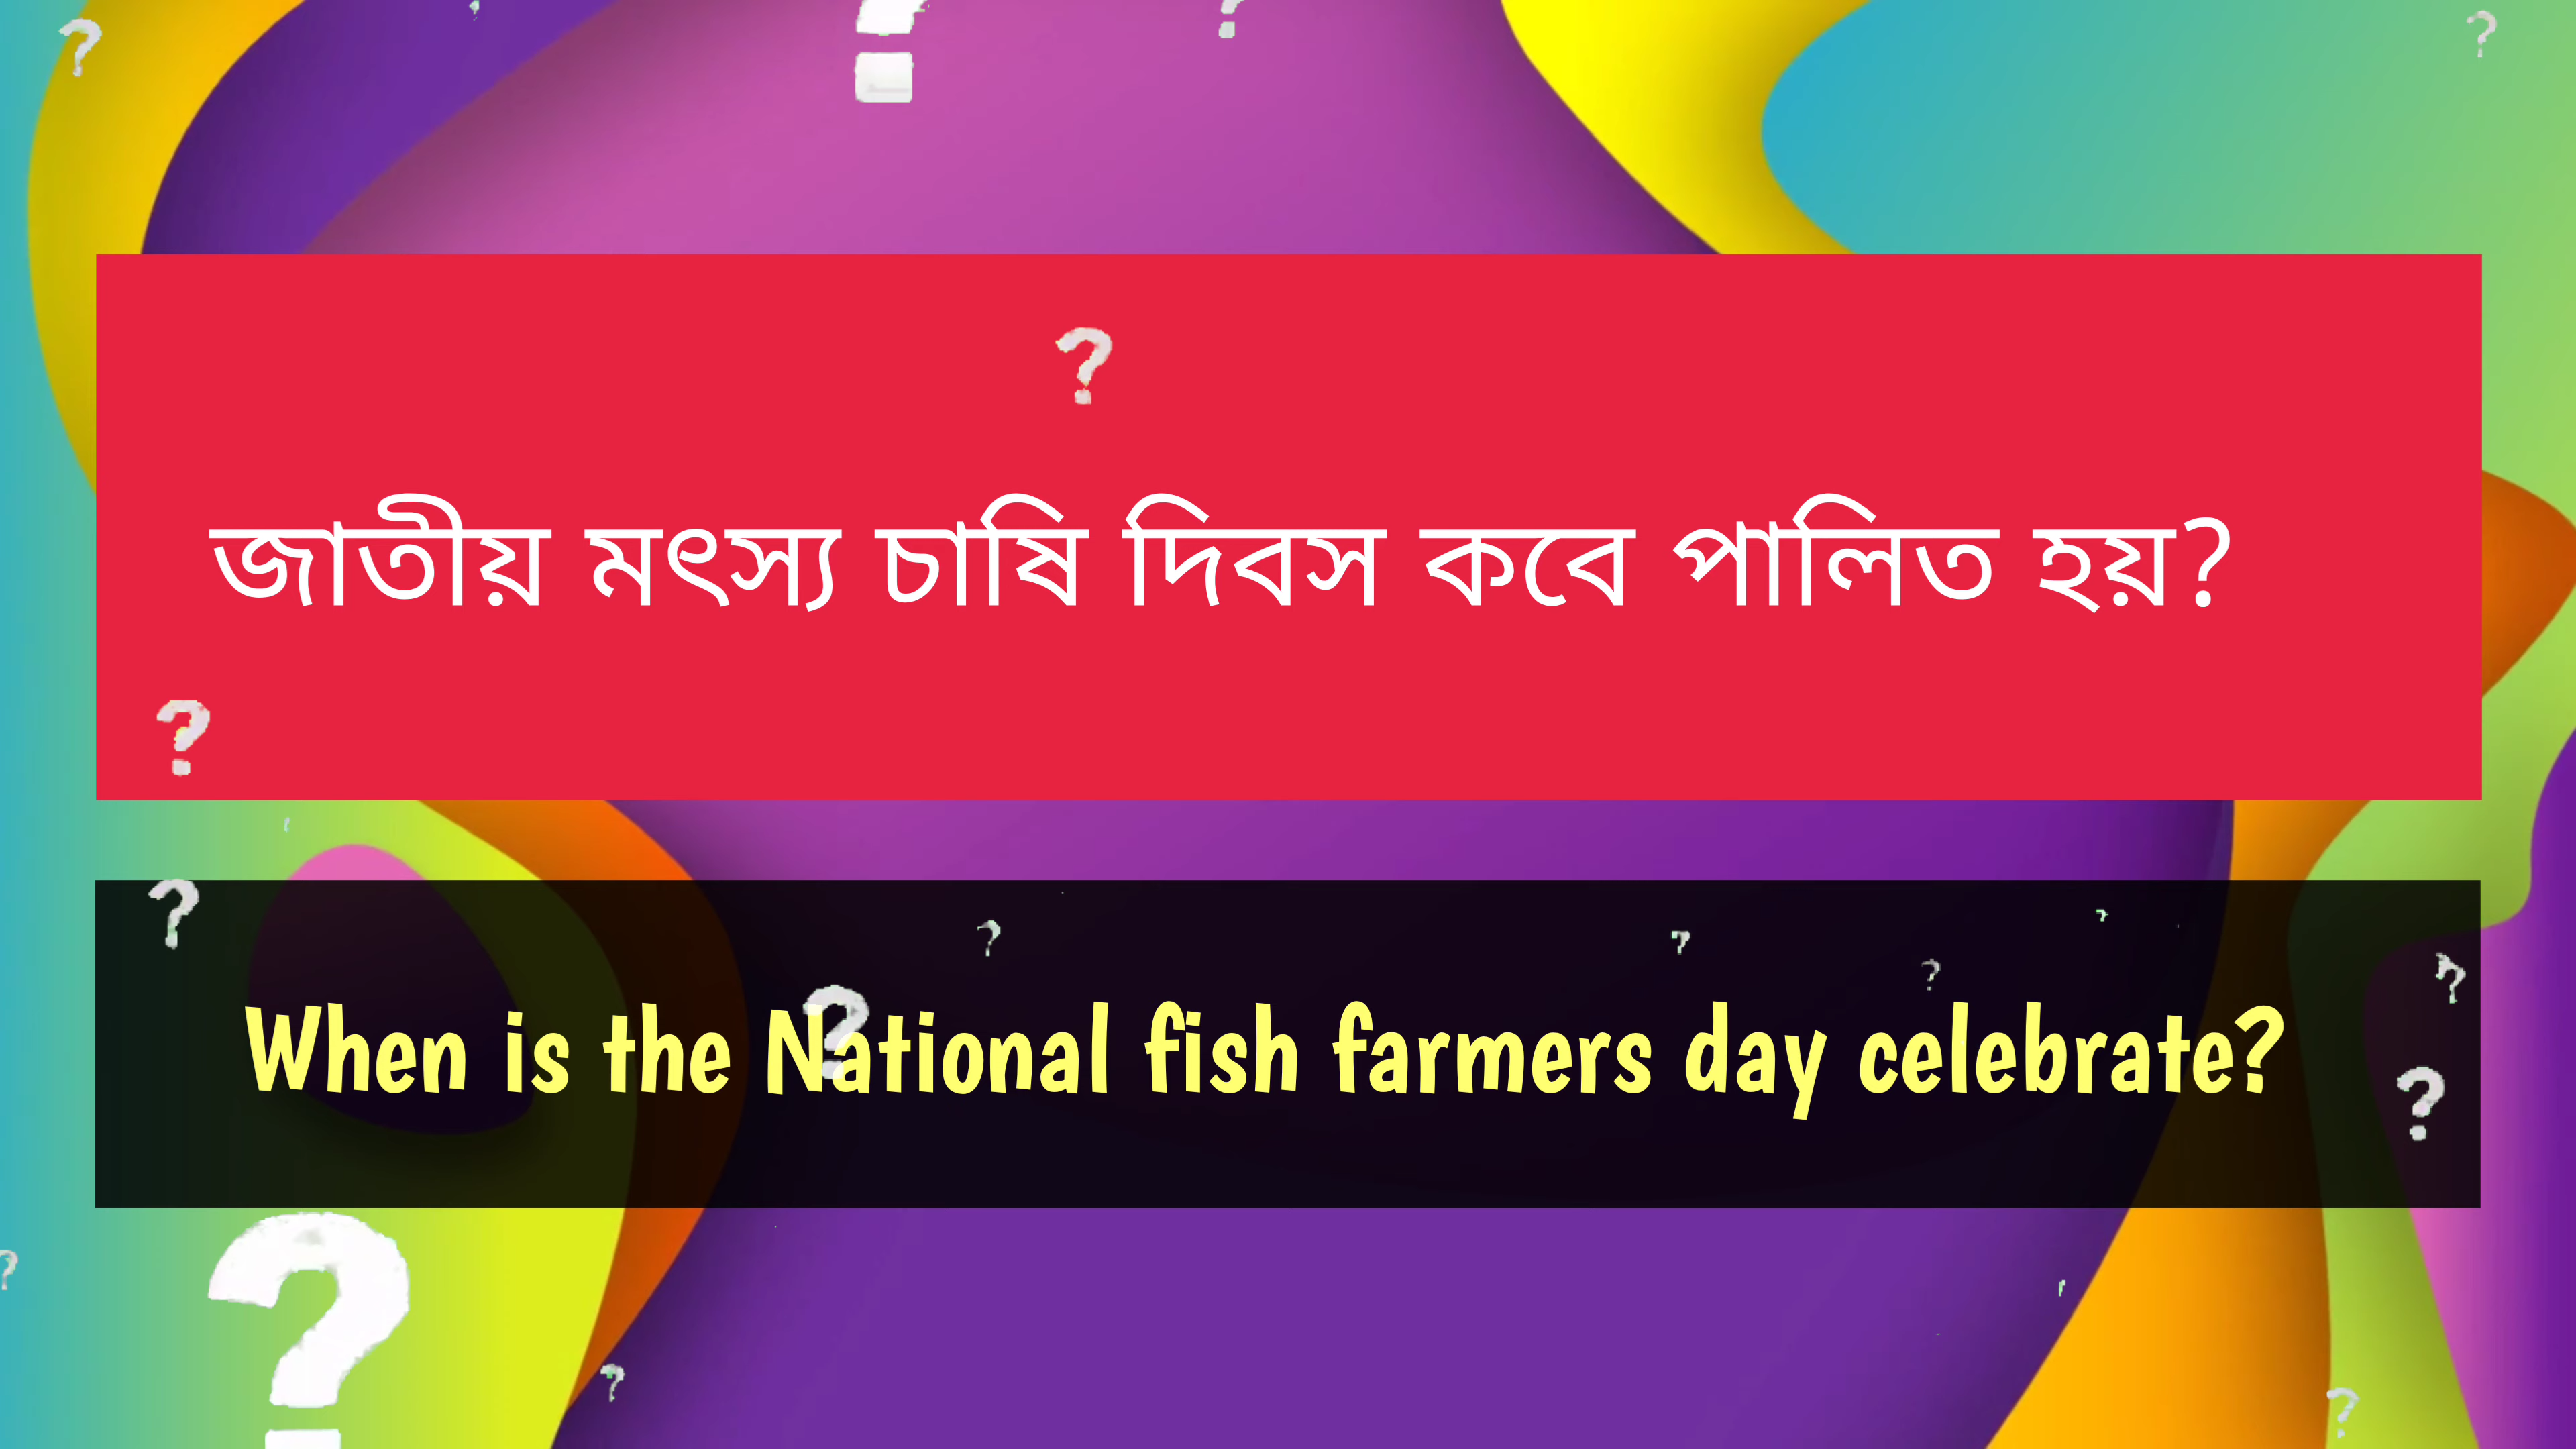 জাতীয় মৎস্য চাষি দিবস কবে পালিত হয়?
When is the National fish farmers day celebrate?